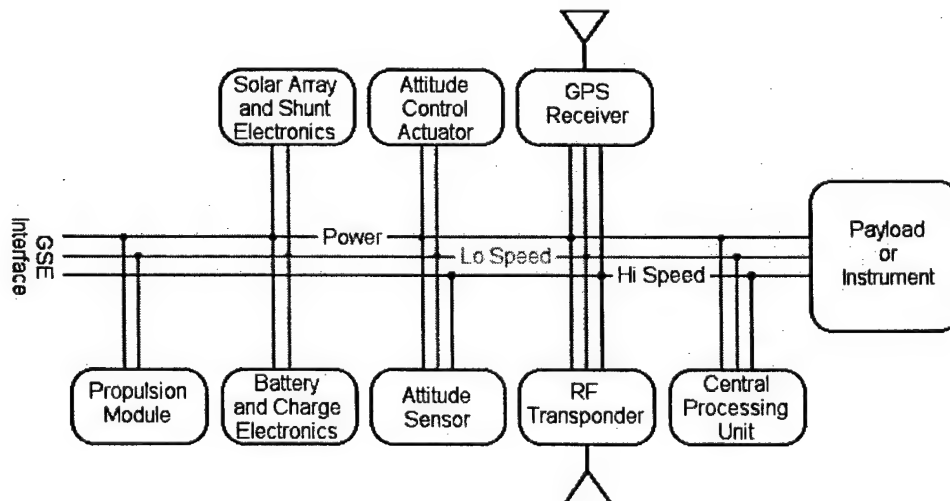 Solar Array
and Shunt
Electronics
Attitude
Control
Actuator
GPS
Receiver
GSE
Interface
Power
Lo Speed
Hi Speed
Payload
or
Instrument
Propulsion
Module
Battery
and Charge
Electronics
Attitude
Sensor
RF
Transponder
Central
Processing
Unit